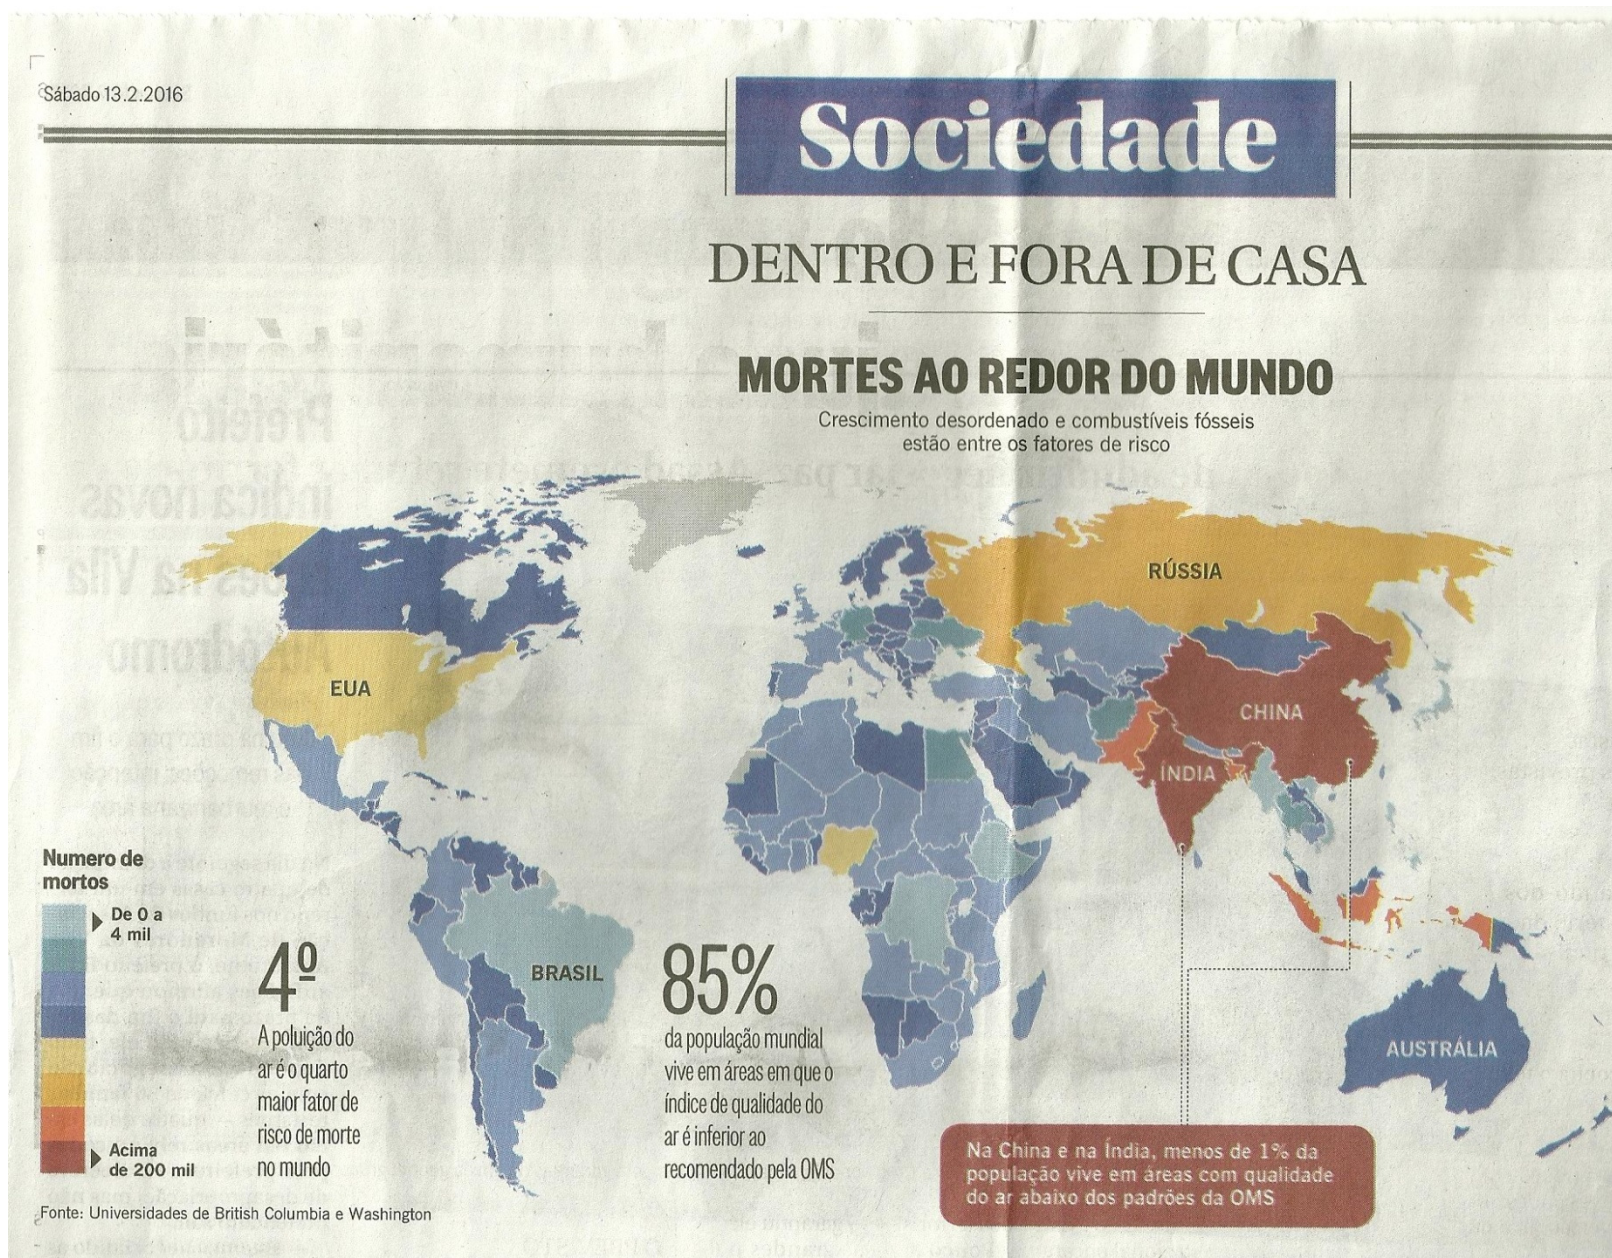 Sábado 13.2.2016
Sociedade
DENTRO E FORA DE CASA
MORTES AO REDOR DO MUNDO
Crescimento desordenado e combustíveis fósseis
estão entre os fatores de risco
RÚSSIA
EUA
CHINA
ÍNDIA
BRASIL
AUSTRÁLIA
Numero de
mortos
De 0 a
4 mil
Acima
de 200 mil
4º
A poluição do
ar é o quarto
maior fator de
risco de morte
no mundo
85%
da população mundial
vive em áreas em que o
índice de qualidade do
ar é inferior ao
recomendado pela OMS
Na China e na Índia, menos de 1% da
população vive em áreas com qualidade
do ar abaixo dos padrões da OMS
Fonte: Universidades de British Columbia e Washington